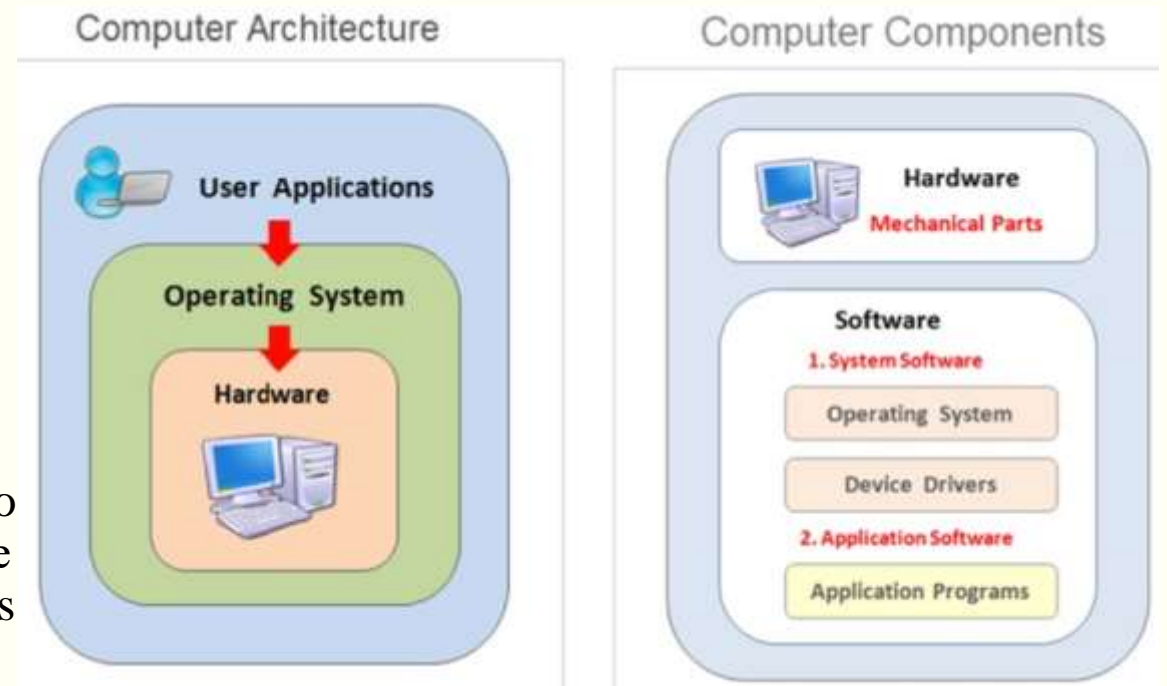 Computer Architecture
User Applications
Operating System
Hardware
Computer Components
Hardware
Mechanical Parts
Software
1. System Software
Operating System
Device Drivers
2. Application Software
Application Programs